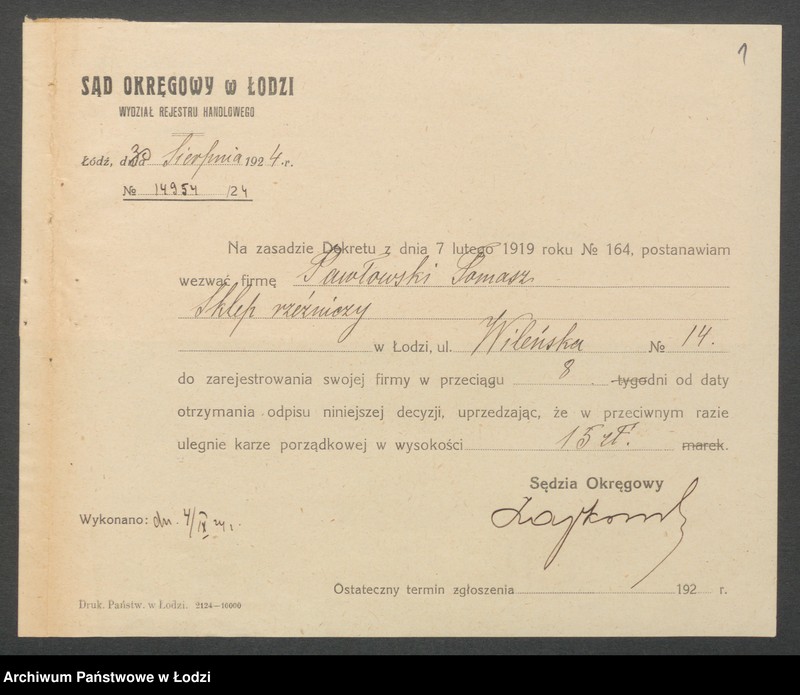 1
SĄD OKRĘGOWY w ŁODZI
WYDZIAŁ REJESTRU HANDLOWEGO
Łódź, dnia 30 Sierpnia 1924.r.
№ 14954 /24
Na zasadzie Dekretu z dnia 7 lutego 1919 roku № 164, postanawiam
wezwać firmę Pawłowski Tomasz
Sklep rzeźniczy
w Łodzi, ul. Wileńska № 14.
do zarejestrowania swojej firmy w przeciągu 8 tygodni od daty
otrzymania odpisu niniejszej decyzji, uprzedzając, że w przeciwnym razie
ulegnie karze porządkowej w wysokości 15 zł. marek.
Sędzia Okręgowy
Wykonano: dn. 4/IX 24 r.
Ostateczny termin zgłoszenia 192 r.
Druk. Państw. w Łodzi. 2124—10000
Archiwum Państwowe w Łodzi